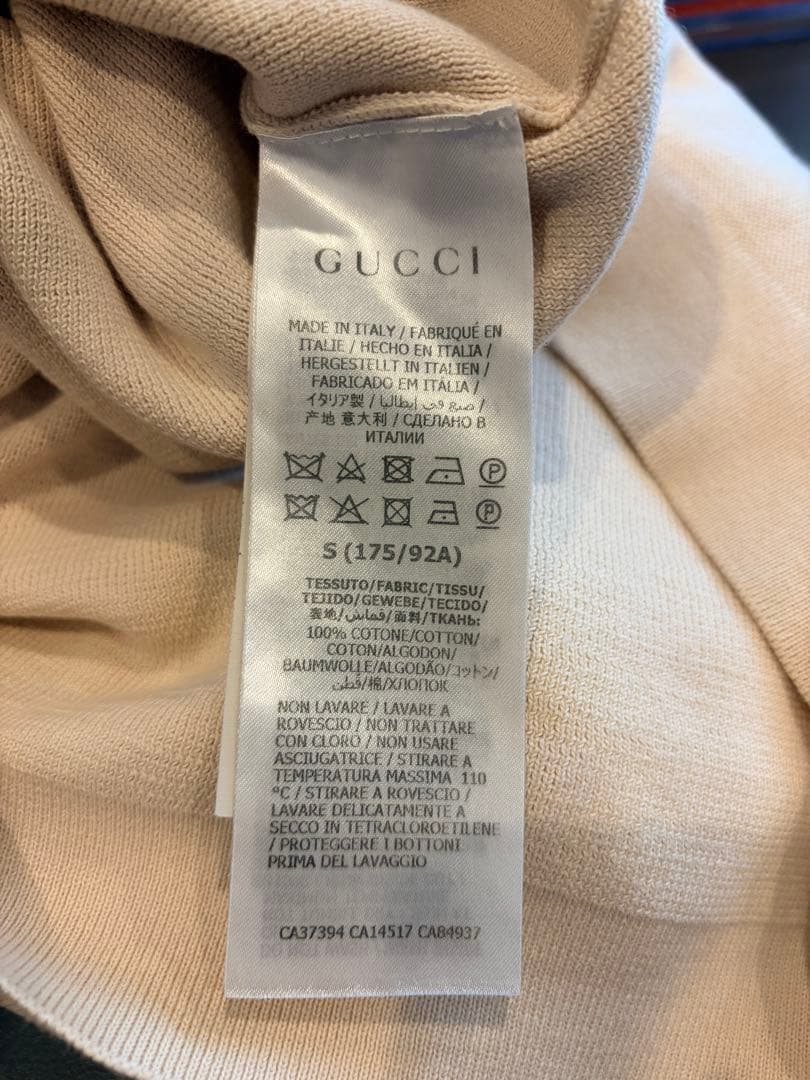 GUCCI
MADE IN ITALY / FABRIQUÉ EN
ITALIE / HECHO EN ITALIA /
HERGESTELLT IN ITALIEN /
FABRICADO EM ITÁLIA /
イタリア製 / صنع في إيطاليا /
产地 意大利 / СДЕЛАНО В
ИТАЛИИ
P
P
S (175/92A)
TESSUTO/FABRIC/TISSU/
TEJIDO/GEWEBE/TECIDO/
表地/قماش/面料/ТКАНЬ:
100% COTONE/COTTON/
COTON/ALGODON/
BAUMWOLLE/ALGODÃO/コットン/
قطن/棉/ХЛОПОК
NON LAVARE / LAVARE A
ROVESCIO / NON TRATTARE
CON CLORO / NON USARE
ASCIUGATRICE / STIRARE A
TEMPERATURA MASSIMA 110
°C / STIRARE A ROVESCIO /
LAVARE DELICATAMENTE A
SECCO IN TETRACLOROETILENE
/ PROTEGGERE I BOTTONI
PRIMA DEL LAVAGGIO
CA37394 CA14517 CA84937